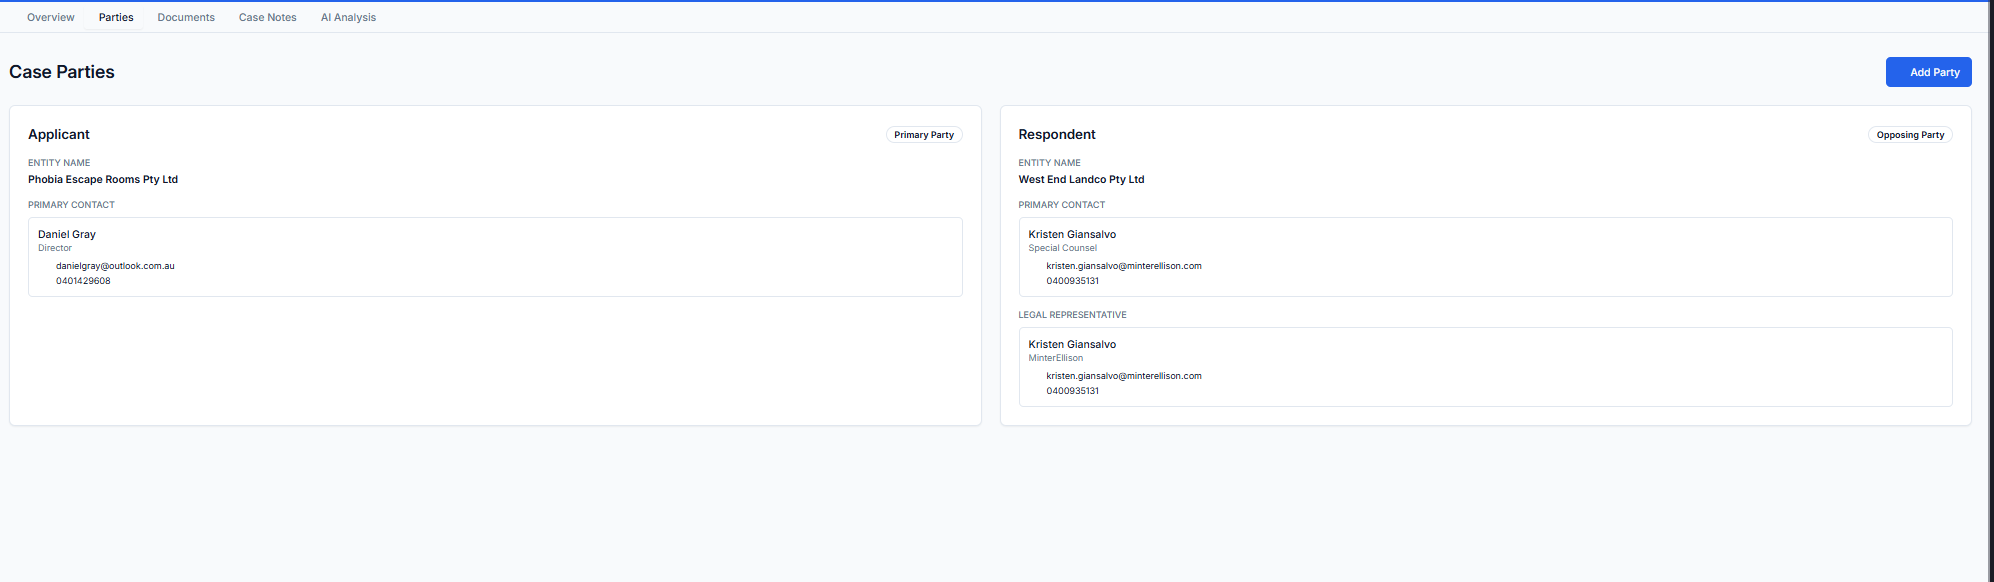 Overview Parties Documents Case Notes AI Analysis
Case Parties
Add Party
Applicant
Primary Party
ENTITY NAME
Phobia Escape Rooms Pty Ltd
PRIMARY CONTACT
Daniel Gray
Director
danielgray@outlook.com.au
0401429608
Respondent
Opposing Party
ENTITY NAME
West End Landco Pty Ltd
PRIMARY CONTACT
Kristen Giansalvo
Special Counsel
kristen.giansalvo@minterellison.com
0400935131
LEGAL REPRESENTATIVE
Kristen Giansalvo
MinterEllison
kristen.giansalvo@minterellison.com
0400935131